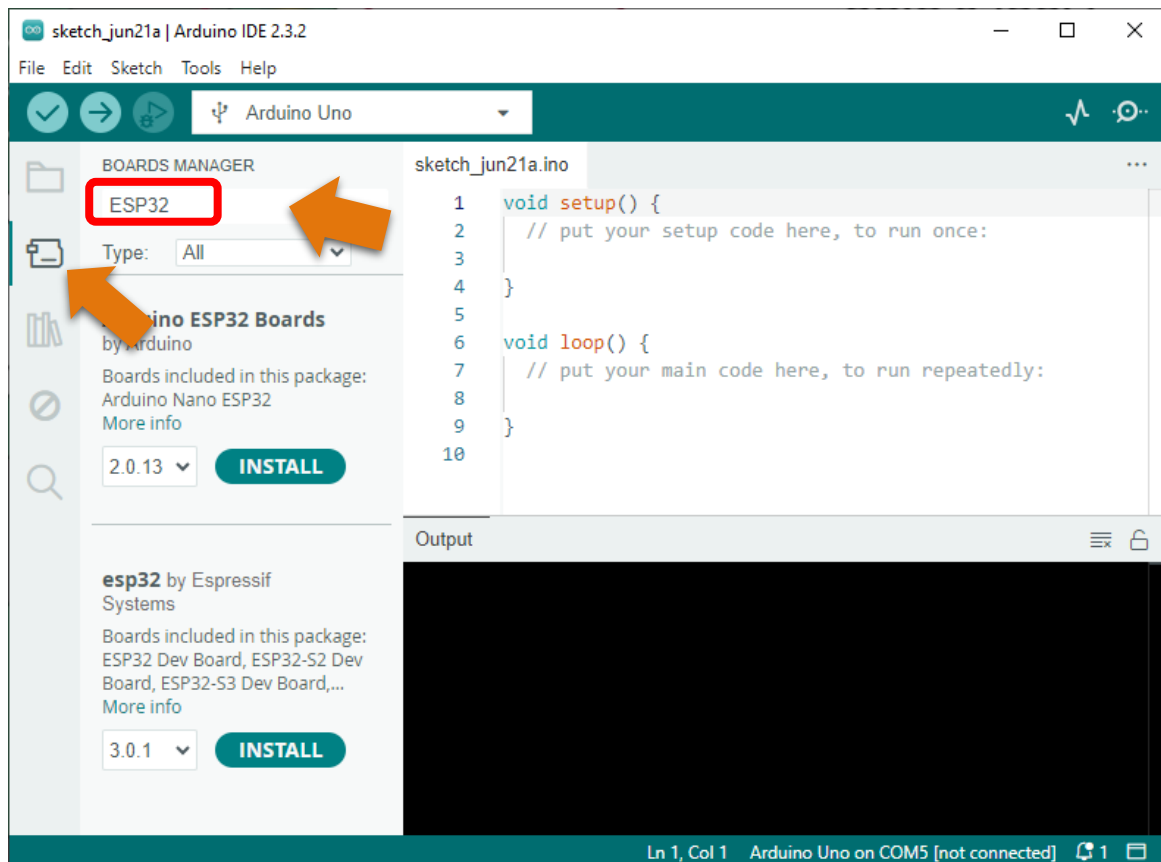 sketch_jun21a | Arduino IDE 2.3.2
File Edit Sketch Tools Help
Arduino Uno
BOARDS MANAGER
ESP32
Type: All
ino ESP32 Boards
by Arduino
Boards included in this package:
Arduino Nano ESP32
More info
2.0.13 INSTALL
esp32 by Espressif
Systems
Boards included in this package:
ESP32 Dev Board, ESP32-S2 Dev
Board, ESP32-S3 Dev Board,...
More info
3.0.1 INSTALL
sketch_jun21a.ino
1 void setup() {
2 // put your setup code here, to run once:
3
4 }
5
6 void loop() {
7 // put your main code here, to run repeatedly:
8
9 }
10
Output
Ln 1, Col 1 Arduino Uno on COM5 [not connected] 1